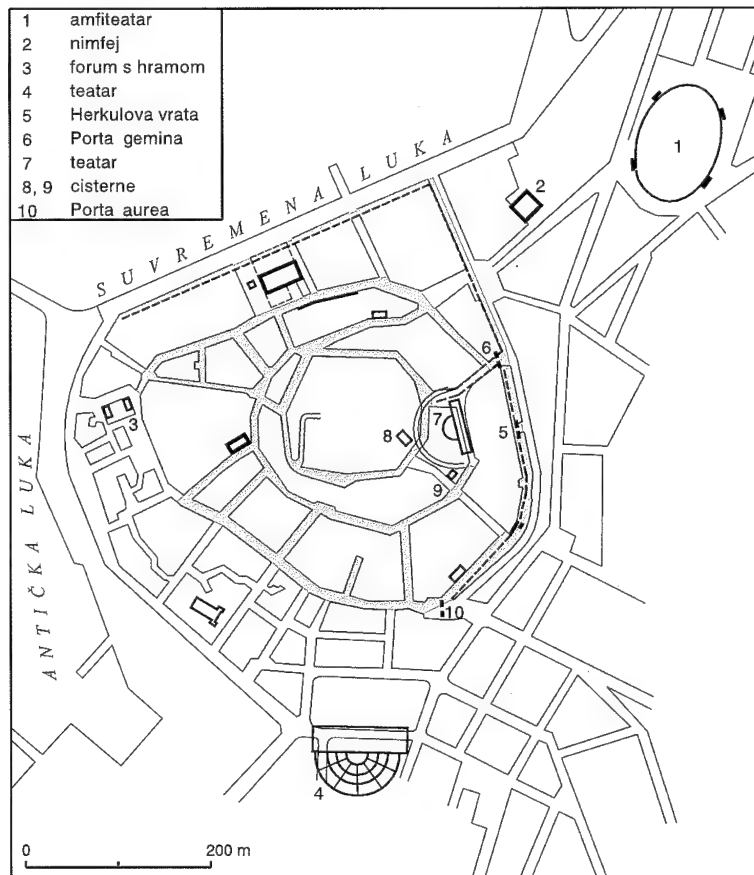 1 amfiteatar
2 nimfej
3 forum s hramom
4 teatar
5 Herkulova vrata
6 Porta gemina
7 teatar
8, 9 cisterne
10 Porta aurea
SUVREMENA LUKA
1
2
6
3
7
5
8
9
ANTIČKA LUKA
10
4
0 200 m